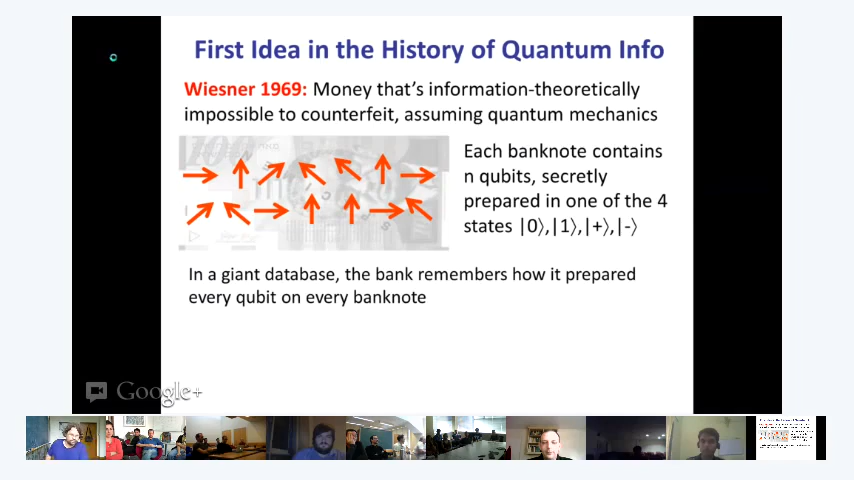 First Idea in the History of Quantum Info
Wiesner 1969: Money that's information-theoretically
impossible to counterfeit, assuming quantum mechanics
Each banknote contains
n qubits, secretly
prepared in one of the 4
states |0⟩,|1⟩,|+⟩,|-⟩
In a giant database, the bank remembers how it prepared
every qubit on every banknote
Google+